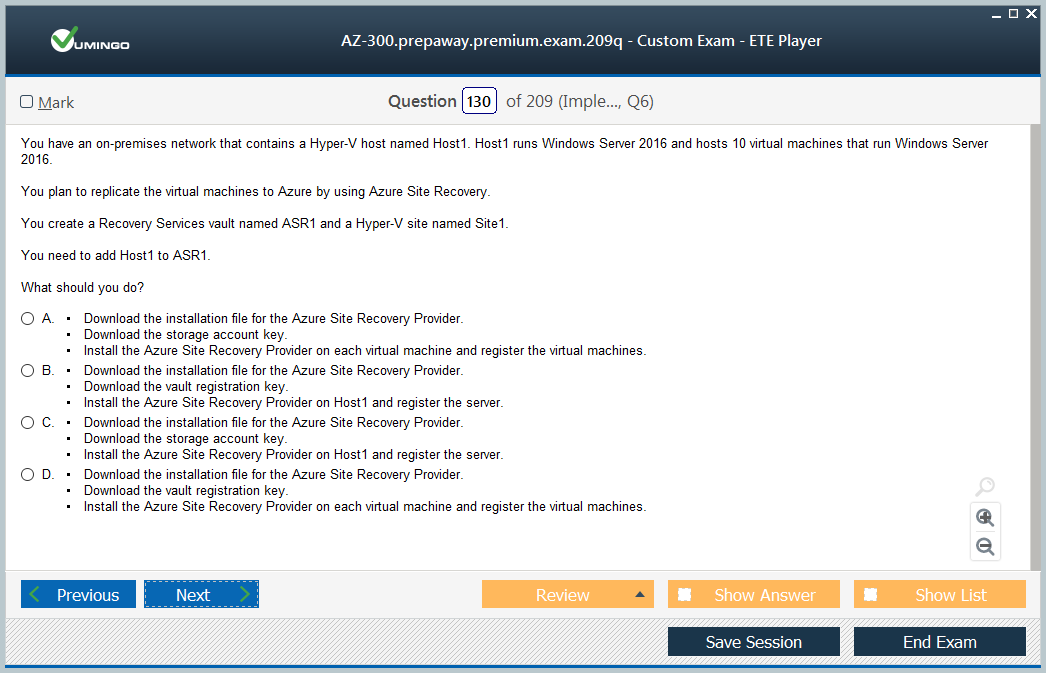 VUMINGO
AZ-300.prepaway.premium.exam.209q - Custom Exam - ETE Player
Mark
Question 130 of 209 (Imple..., Q6)
You have an on-premises network that contains a Hyper-V host named Host1. Host1 runs Windows Server 2016 and hosts 10 virtual machines that run Windows Server
2016.
You plan to replicate the virtual machines to Azure by using Azure Site Recovery.
You create a Recovery Services vault named ASR1 and a Hyper-V site named Site1.
You need to add Host1 to ASR1.
What should you do?
A. ▪ Download the installation file for the Azure Site Recovery Provider.
▪ Download the storage account key.
▪ Install the Azure Site Recovery Provider on each virtual machine and register the virtual machines.
B. ▪ Download the installation file for the Azure Site Recovery Provider.
▪ Download the vault registration key.
▪ Install the Azure Site Recovery Provider on Host1 and register the server.
C. ▪ Download the installation file for the Azure Site Recovery Provider.
▪ Download the storage account key.
▪ Install the Azure Site Recovery Provider on Host1 and register the server.
D. ▪ Download the installation file for the Azure Site Recovery Provider.
▪ Download the vault registration key.
▪ Install the Azure Site Recovery Provider on each virtual machine and register the virtual machines.
Previous Next Review Show Answer Show List
Save Session End Exam